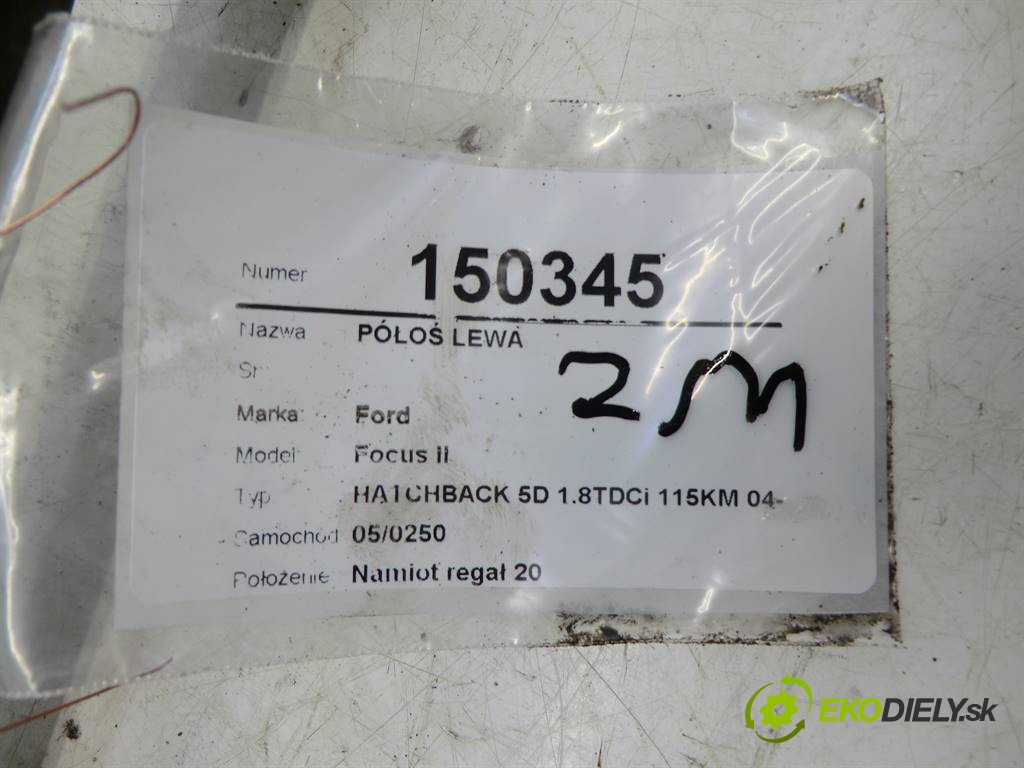 Numer 150345
Nazwa PÓŁOŚ LEWA
Sr
2M
Marka: Ford
Model: Focus II
Typ HATCHBACK 5D 1.8TDCi 115KM 04-
Samochód 05/0250
Położenie: Namiot regał 20
EKODIELY.sk